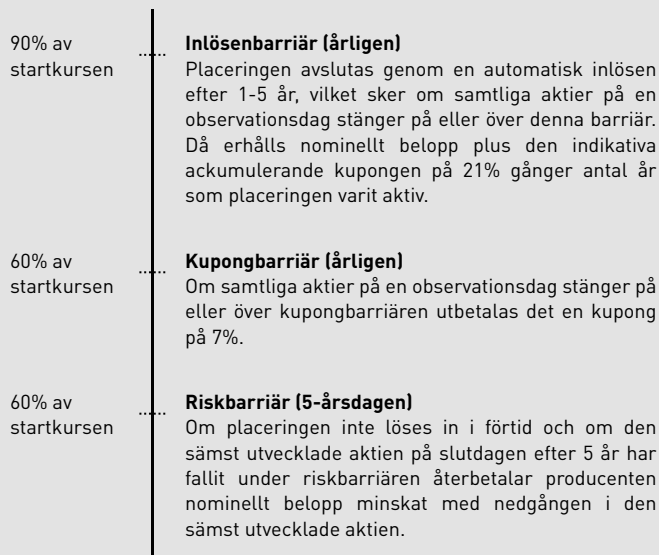 90% av
startkursen
Inlösenbarriär (årligen)
Placeringen avslutas genom en automatisk inlösen
efter 1-5 år, vilket sker om samtliga aktier på en
observationsdag stänger på eller över denna barriär.
Då erhålls nominellt belopp plus den indikativa
ackumulerande kupongen på 21% gånger antal år
som placeringen varit aktiv.
60% av
startkursen
Kupongbarriär (årligen)
Om samtliga aktier på en observationsdag stänger på
eller över kupongbarriären utbetalas det en kupong
på 7%.
60% av
startkursen
Riskbarriär (5-årsdagen)
Om placeringen inte löses in i förtid och om den
sämst utvecklade aktien på slutdagen efter 5 år har
fallit under riskbarriären återbetalar producenten
nominellt belopp minskat med nedgången i den
sämst utvecklade aktien.